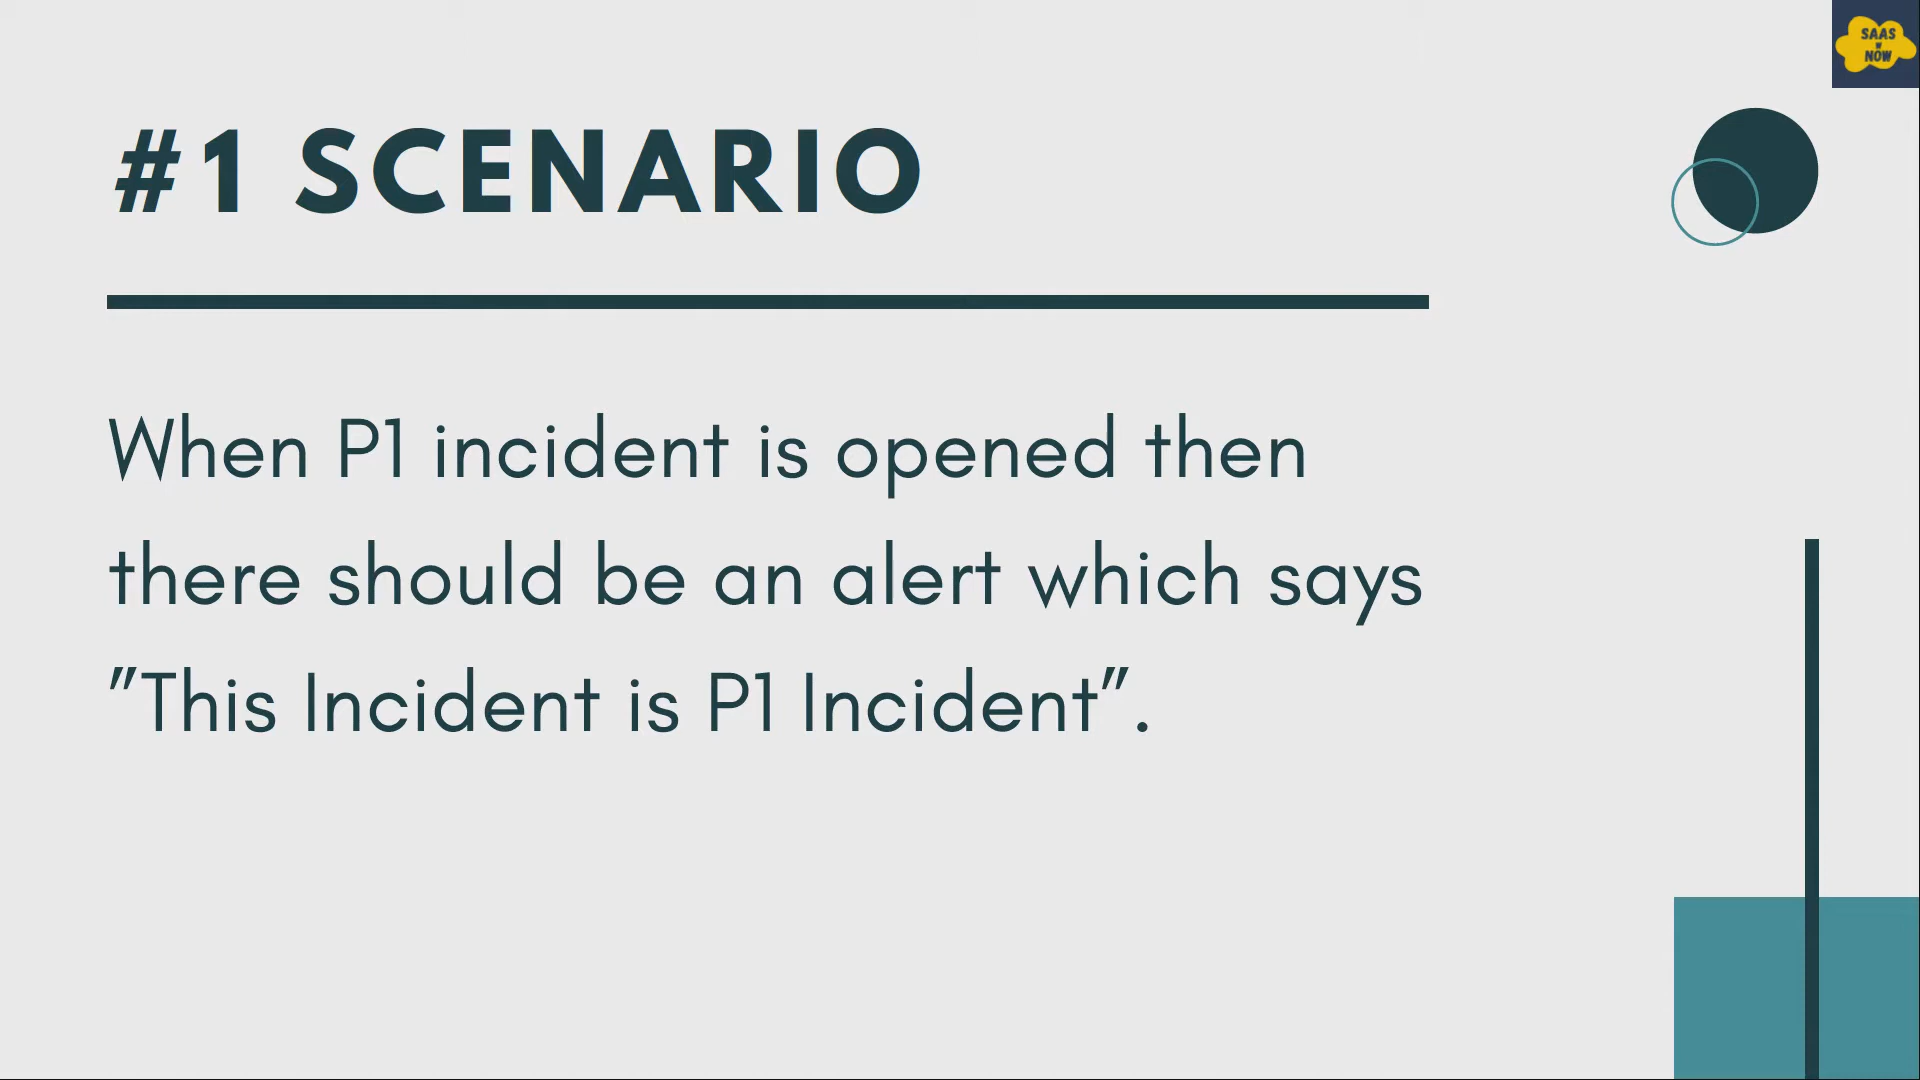 SAAS
N
NOW
#1 SCENARIO
When P1 incident is opened then
there should be an alert which says
"This Incident is P1 Incident".